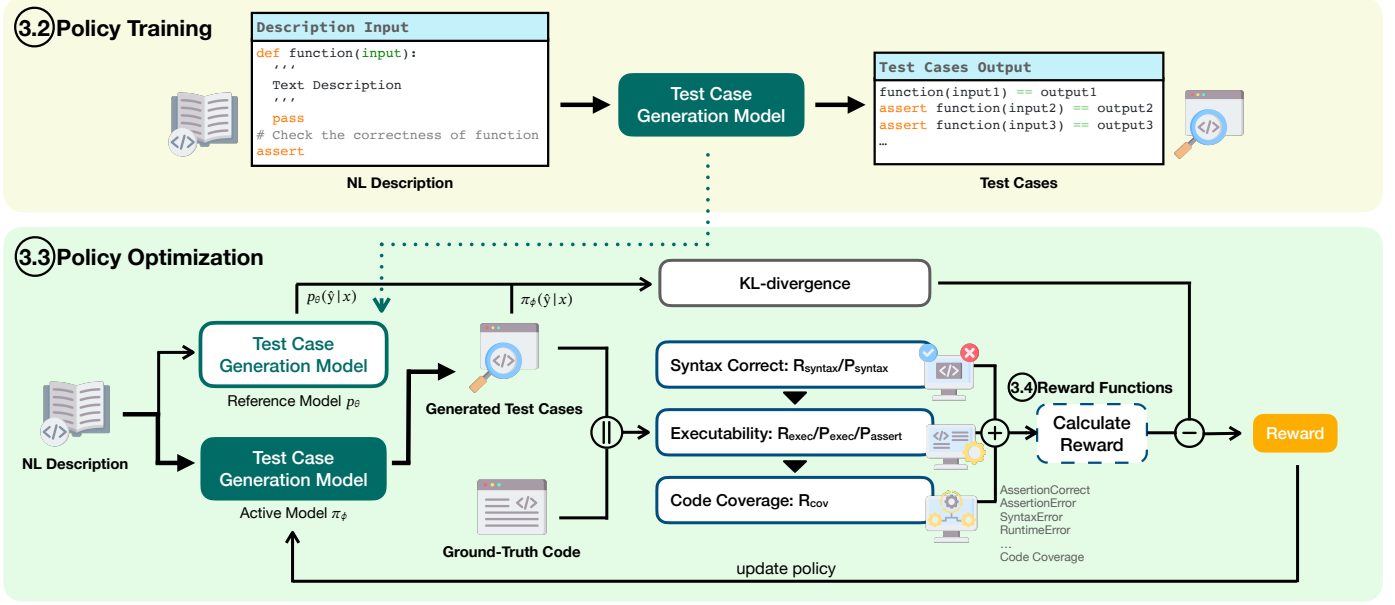 3.2 Policy Training
Description Input
def function(input):
'''
Text Description
'''
pass
# Check the correctness of function
assert
NL Description
</>
Test Case
Generation Model
Test Cases Output
function(input1) == output1
assert function(input2) == output2
assert function(input3) == output3
…
Test Cases
</>
3.3 Policy Optimization
pθ(ŷ|x)
πϕ(ŷ|x)
KL-divergence
Test Case
Generation Model
Reference Model pθ
NL Description
</>
Test Case
Generation Model
Active Model πϕ
</>
Generated Test Cases
</>
Ground-Truth Code
||
Syntax Correct: Rsyntax/Psyntax
</>
Executability: Rexec/Pexec/Passert
</>
Code Coverage: Rcov
+
3.4 Reward Functions
Calculate
Reward
−
Reward
AssertionCorrect
AssertionError
SyntaxError
RuntimeError
…
Code Coverage
update policy